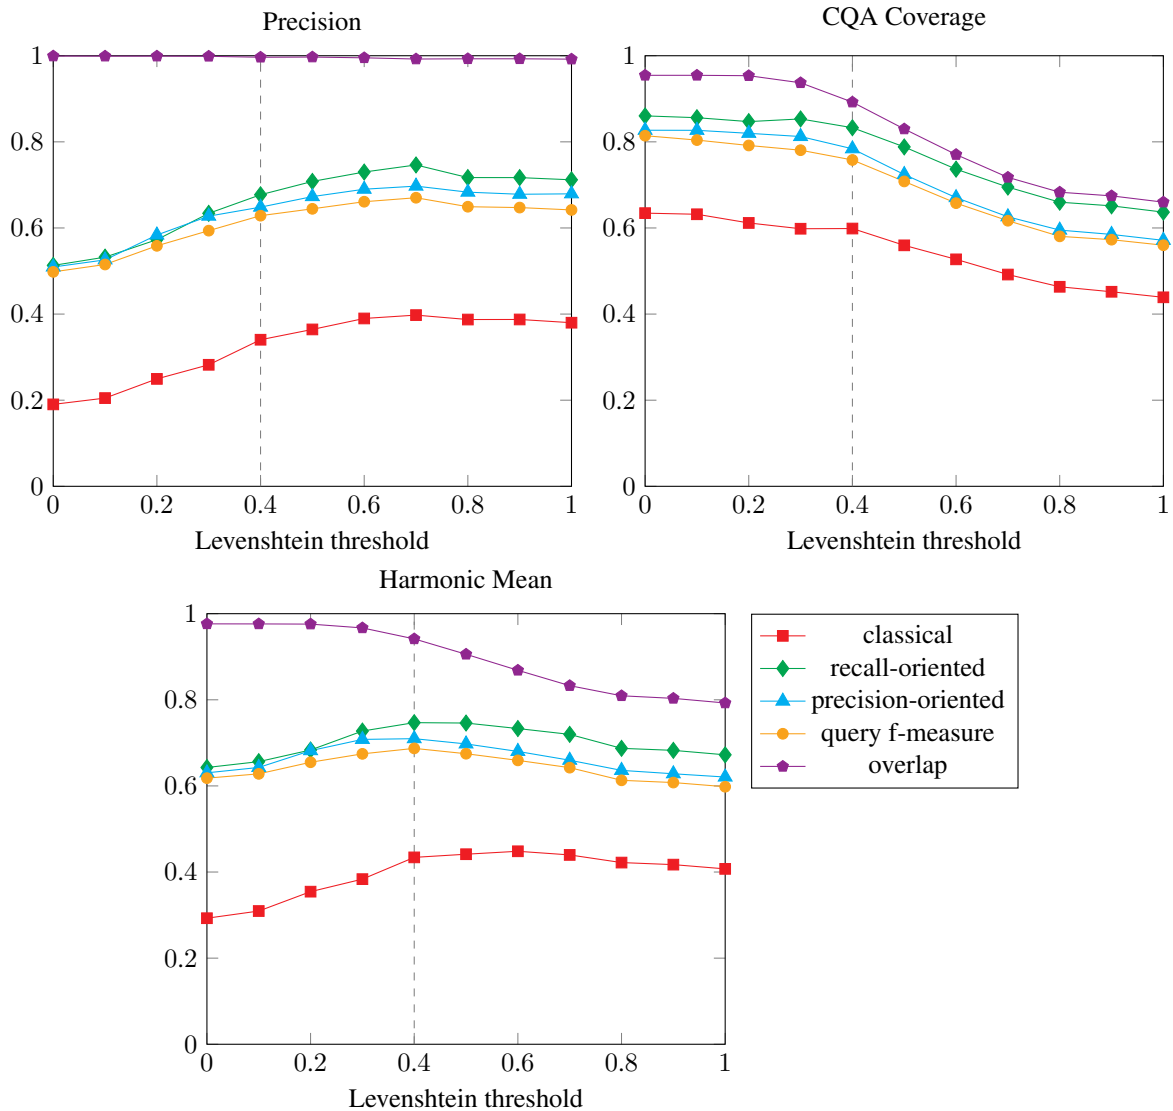 Precision
1
0.8
0.6
0.4
0.2
0
0 0.2 0.4 0.6 0.8 1
Levenshtein threshold
CQA Coverage
1
0.8
0.6
0.4
0.2
0
0 0.2 0.4 0.6 0.8 1
Levenshtein threshold
Harmonic Mean
1
0.8
0.6
0.4
0.2
0
0 0.2 0.4 0.6 0.8 1
Levenshtein threshold
classical
recall-oriented
precision-oriented
query f-measure
overlap